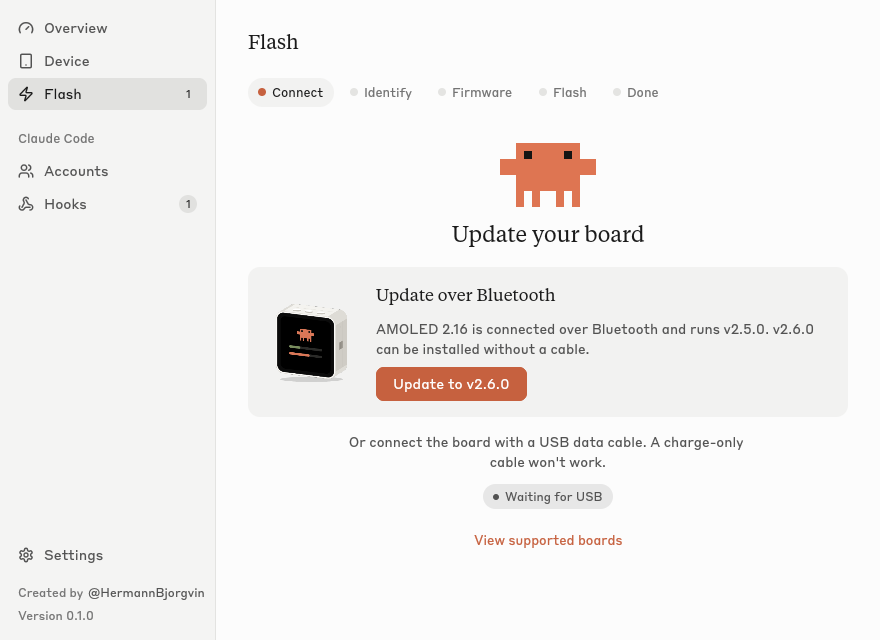 Overview
Device
Flash 1
Claude Code
Accounts
Hooks 1
Settings
Created by @HermannBjorgvin
Version 0.1.0
Flash
Connect Identify Firmware Flash Done
Update your board
Update over Bluetooth
AMOLED 2.16 is connected over Bluetooth and runs v2.5.0. v2.6.0
can be installed without a cable.
Update to v2.6.0
Or connect the board with a USB data cable. A charge-only
cable won't work.
Waiting for USB
View supported boards